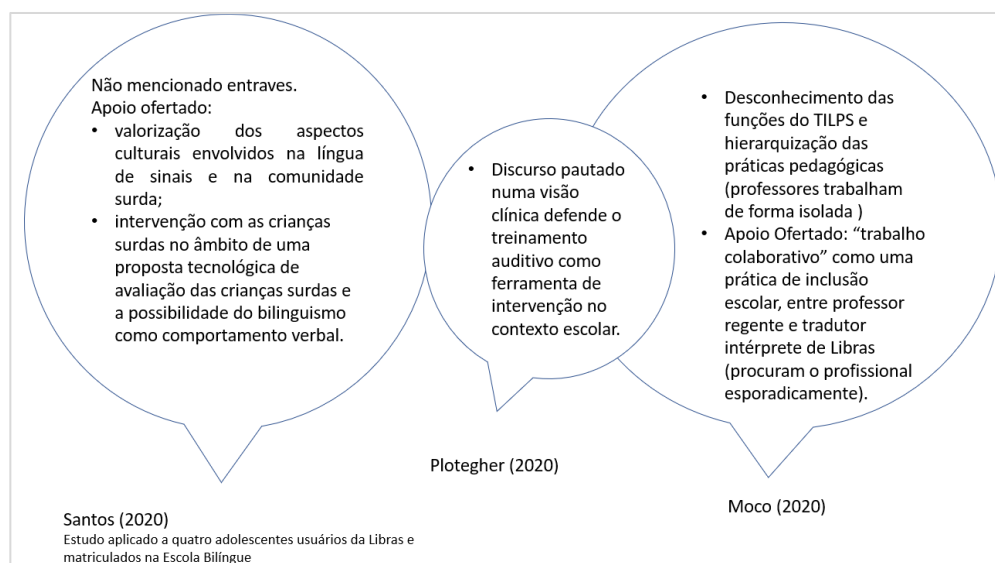 Não mencionado entraves.
Apoio ofertado:
• valorização dos aspectos
culturais envolvidos na língua
de sinais e na comunidade
surda;
• intervenção com as crianças
surdas no âmbito de uma
proposta tecnológica de
avaliação das crianças surdas e
a possibilidade do bilinguismo
como comportamento verbal.
• Discurso pautado
numa visão
clínica defende o
treinamento
auditivo como
ferramenta de
intervenção no
contexto escolar.
• Desconhecimento das
funções do TILPS e
hierarquização das
práticas pedagógicas
(professores trabalham
de forma isolada )
• Apoio Ofertado: “trabalho
colaborativo” como uma
prática de inclusão
escolar, entre professor
regente e tradutor
intérprete de Libras
(procuram o profissional
esporadicamente).
Plotegher (2020)
Moco (2020)
Santos (2020)
Estudo aplicado a quatro adolescentes usuários da Libras e
matriculados na Escola Bilíngue